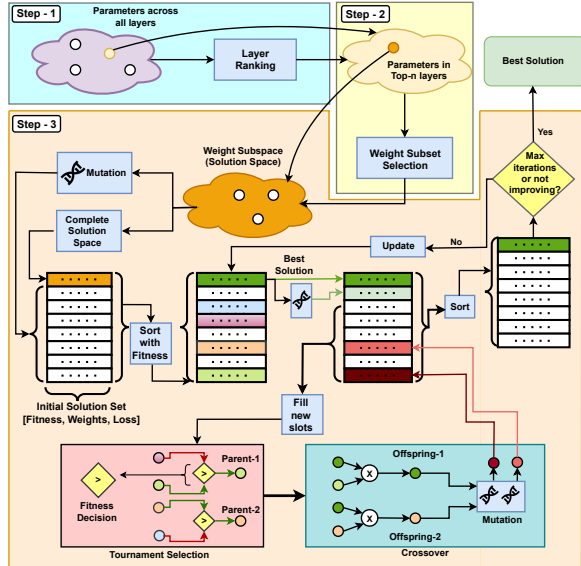 Step - 1
Parameters across
all layers
Layer
Ranking
Step - 2
Parameters in
Top-n layers
Weight Subset
Selection
Best Solution
Yes
Max
iterations
or not
improving?
No
Step - 3
Weight Subspace
(Solution Space)
Mutation
Complete
Solution
Space
Update
Best
Solution
Sort
with
Fitness
Sort
Initial Solution Set
[Fitness, Weights, Loss]
Fill
new
slots
Parent-1
>
>
Fitness
Decision
Parent-2
>
Tournament Selection
Offspring-1
x
x
Offspring-2
Mutation
Crossover